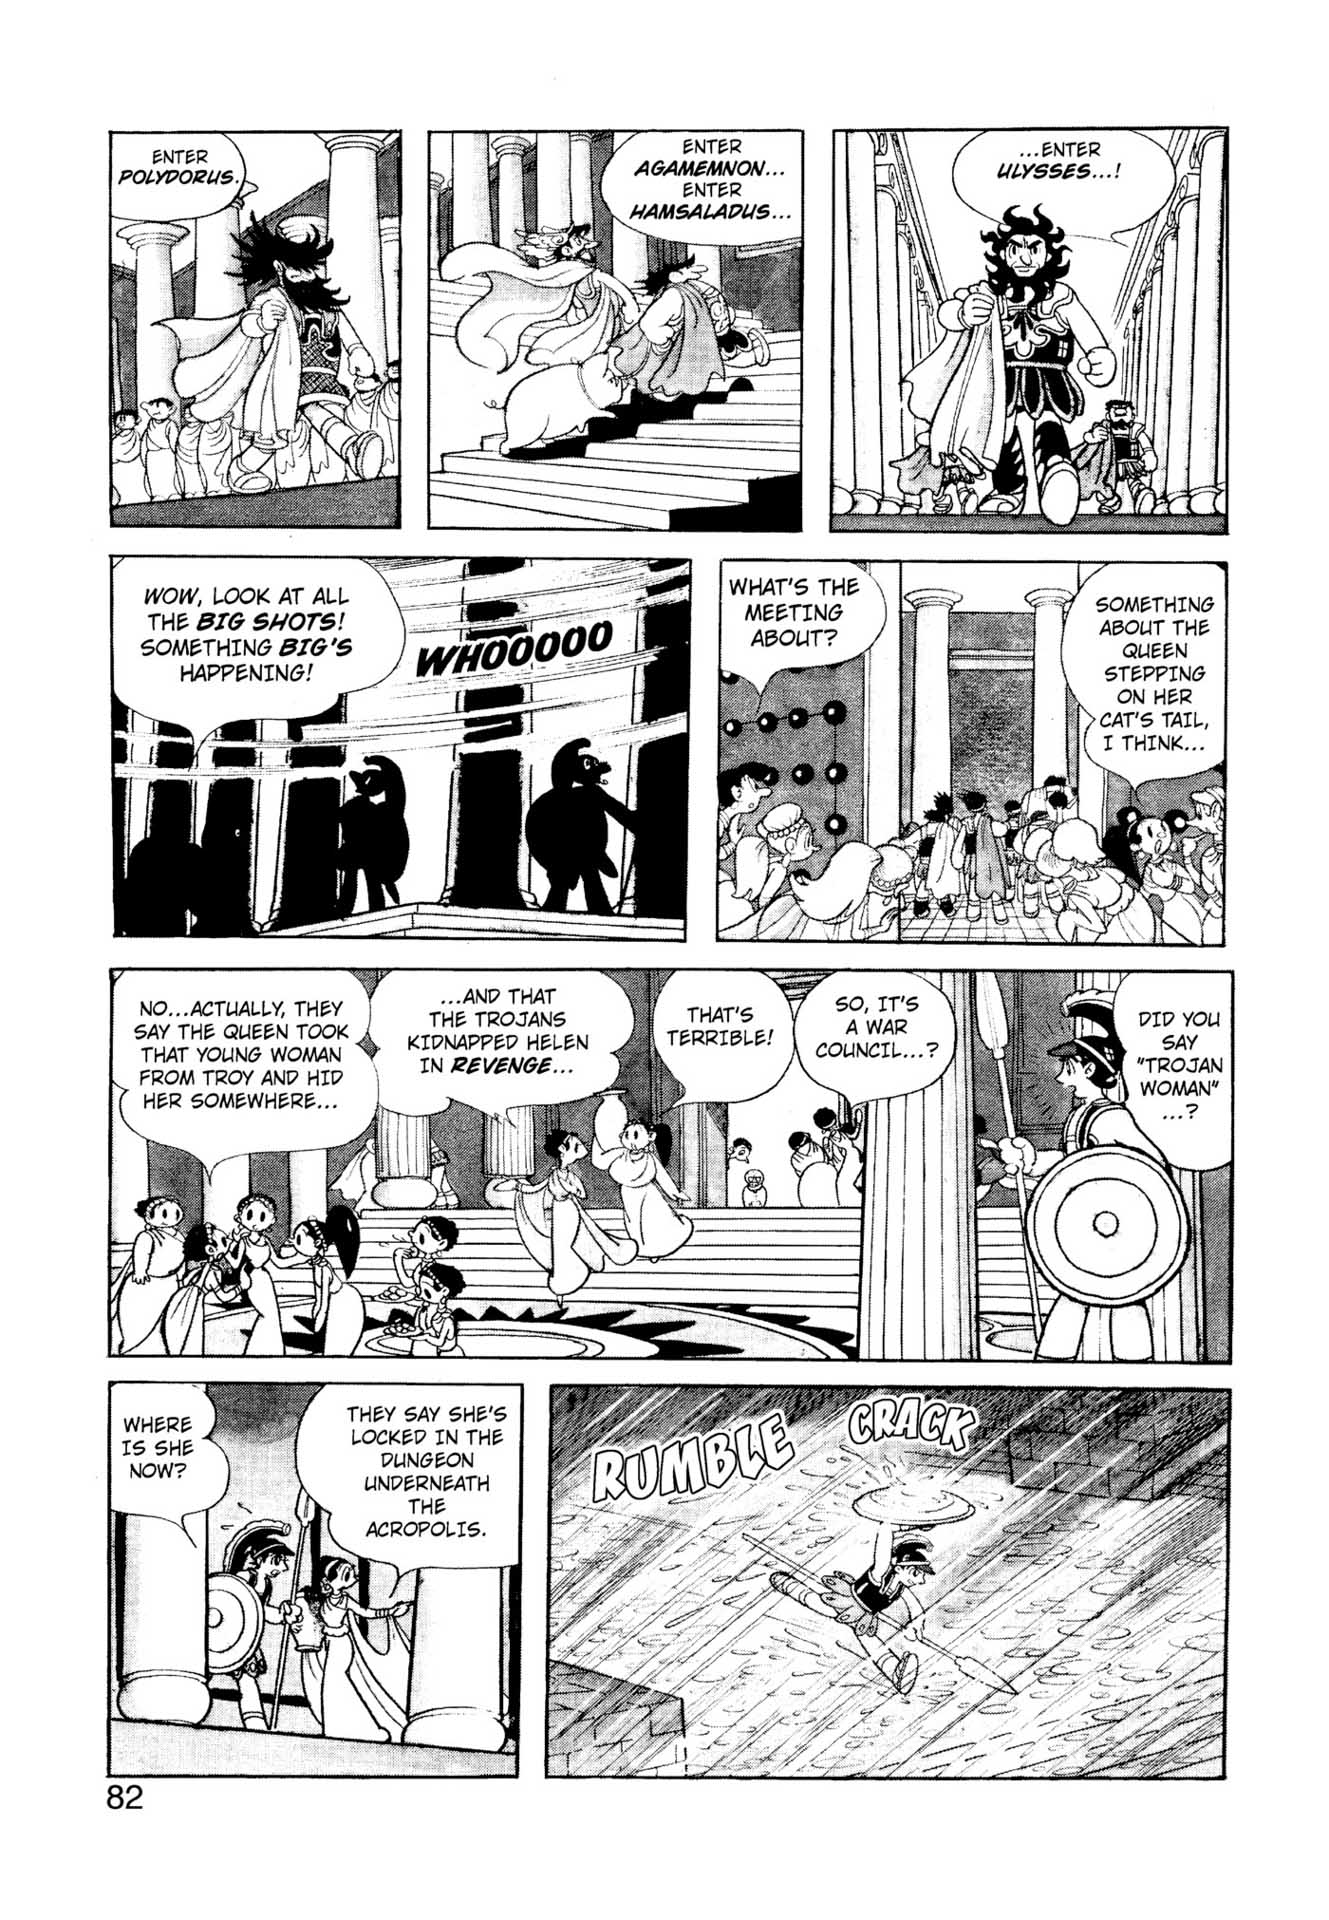 ENTER
POLYDORUS.
ENTER
AGAMEMNON...
ENTER
HAMSALADUS...
...ENTER
ULYSSES...!
WOW, LOOK AT ALL
THE BIG SHOTS!
SOMETHING BIG'S
HAPPENING!
WHOOOOO
WHAT'S THE
MEETING
ABOUT?
SOMETHING
ABOUT THE
QUEEN
STEPPING
ON HER
CAT'S TAIL,
I THINK...
NO...ACTUALLY, THEY
SAY THE QUEEN TOOK
THAT YOUNG WOMAN
FROM TROY AND HID
HER SOMEWHERE...
...AND THAT
THE TROJANS
KIDNAPPED HELEN
IN REVENGE...
THAT'S
TERRIBLE!
SO, IT'S
A WAR
COUNCIL...?
DID YOU
SAY
"TROJAN
WOMAN"
...?
WHERE
IS SHE
NOW?
THEY SAY SHE'S
LOCKED IN THE
DUNGEON
UNDERNEATH
THE
ACROPOLIS.
RUMBLE
CRACK
82